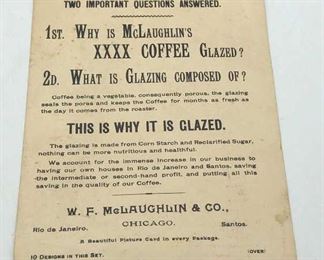 TWO IMPORTANT QUESTIONS ANSWERED.
1ST. WHY IS MCLAUGHLIN'S
XXXX COFFEE GLAZED?
2D. WHAT IS GLAZING COMPOSED OF?
Coffee being a vegetable, consequently porous, the glazing
seals the pores and keeps the Coffee for months as fresh as
the day it comes from the roaster.
THIS IS WHY IT IS GLAZED.
The glazing is made from Corn Starch and Reclarified Sugar,
nothing can be more nutritious and healthful.
We account for the immense increase in our business to
having our own houses in Rio de Janeiro and Santos, saving
the intermediate or second-hand profit, and putting all this
saving in the quality of our Coffee.
W. F. MCLAUGHLIN & CO.,
Rio de Janeiro. CHICAGO. Santos.
A Beautiful Picture Card in every Package.
10 DESIGNS IN THIS SET. (OVER)